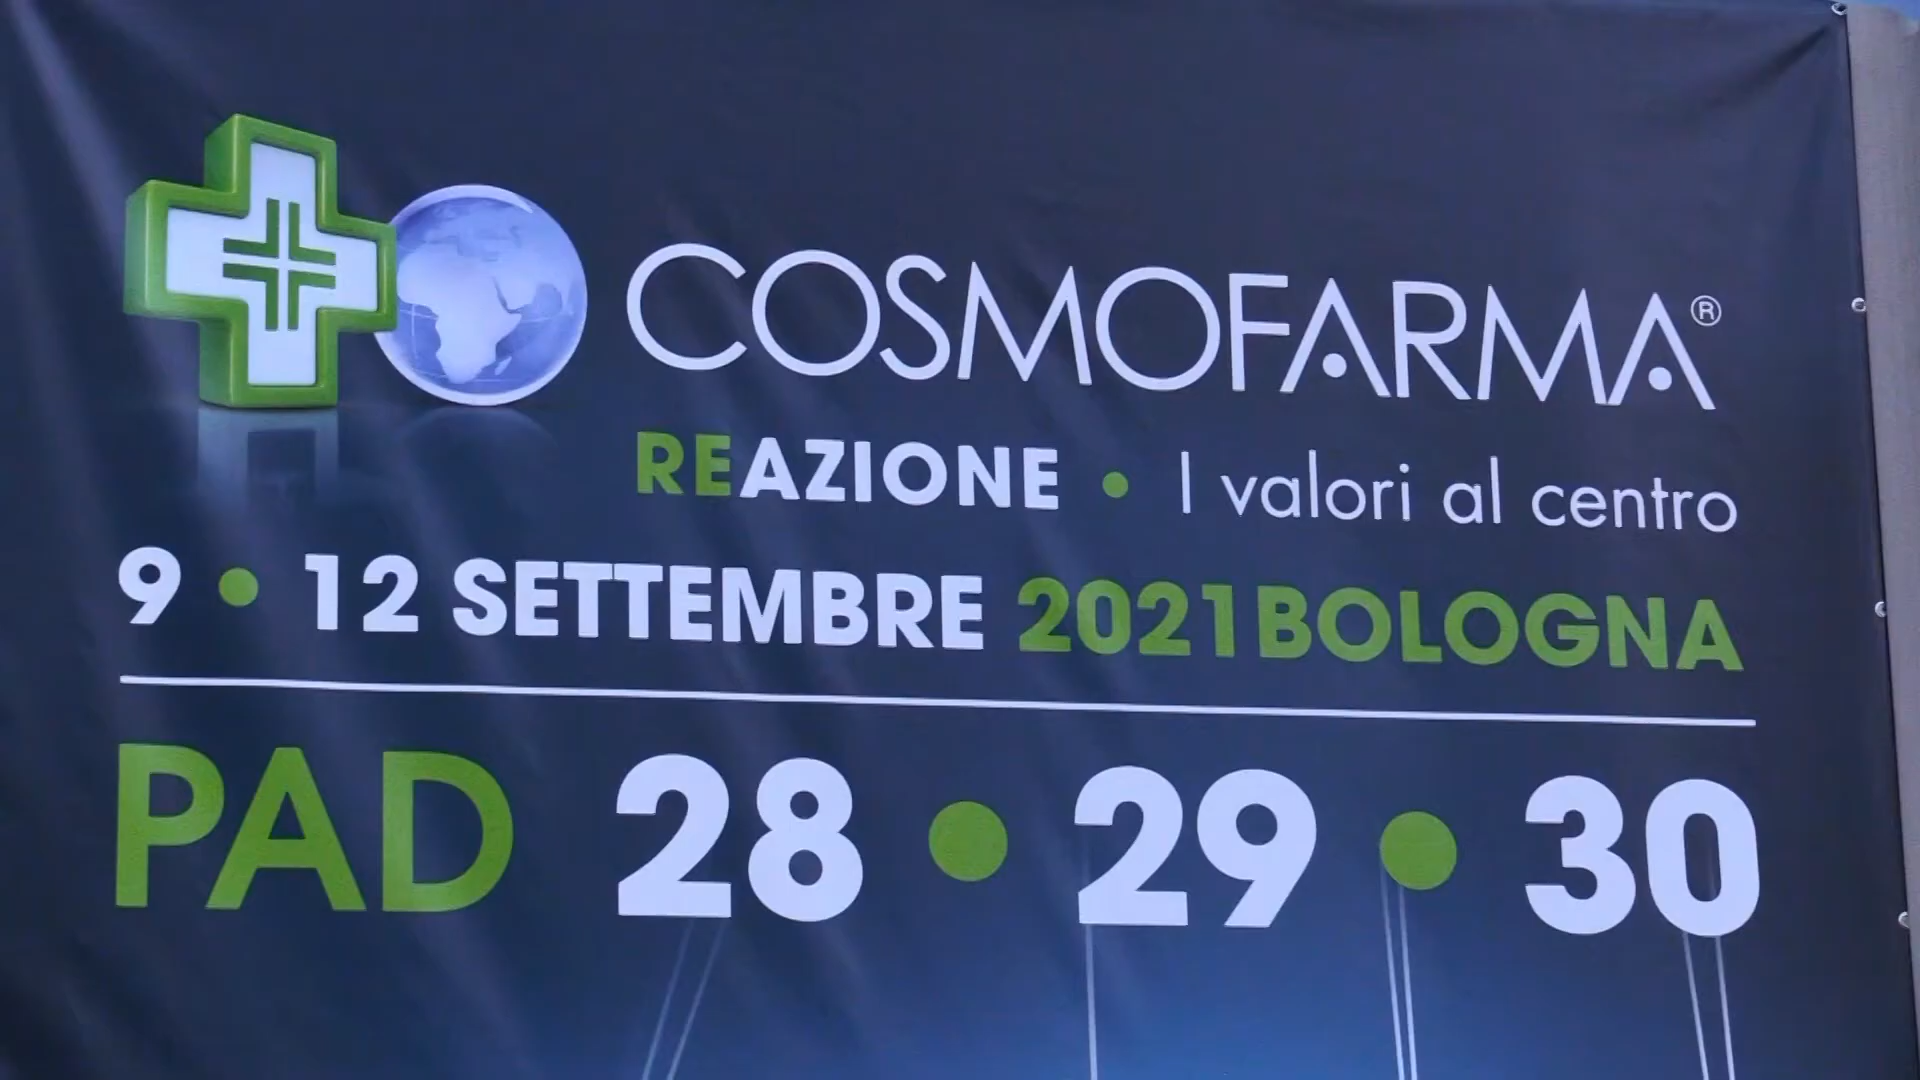 COSMOFARMA®
REAZIONE • I valori al centro
9 • 12 SETTEMBRE 2021 BOLOGNA
PAD 28 • 29 • 30